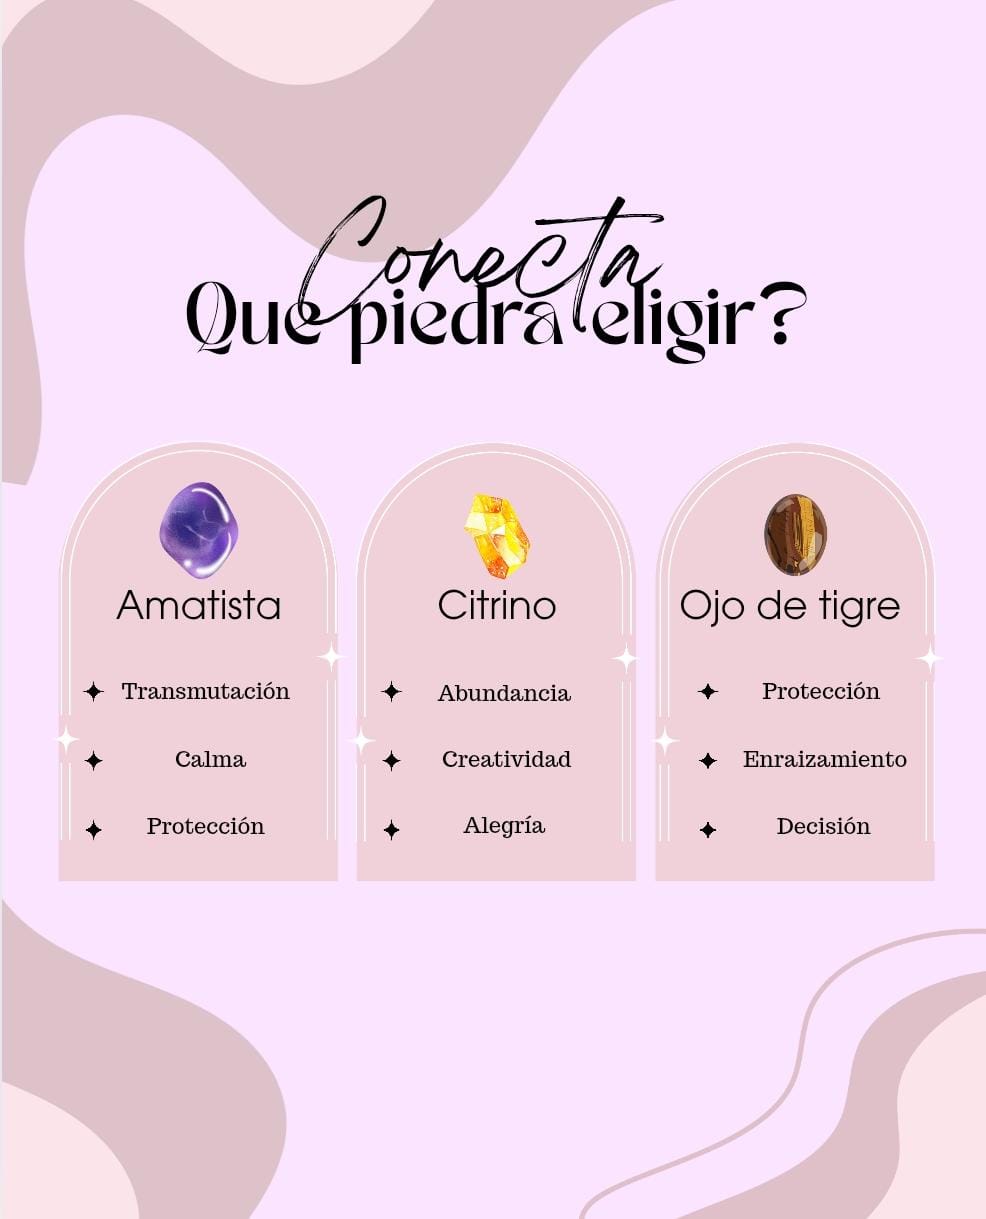 Conecta
Que piedra eligir?
Amatista
Transmutación
Calma
Protección
Citrino
Abundancia
Creatividad
Alegría
Ojo de tigre
Protección
Enraizamiento
Decisión